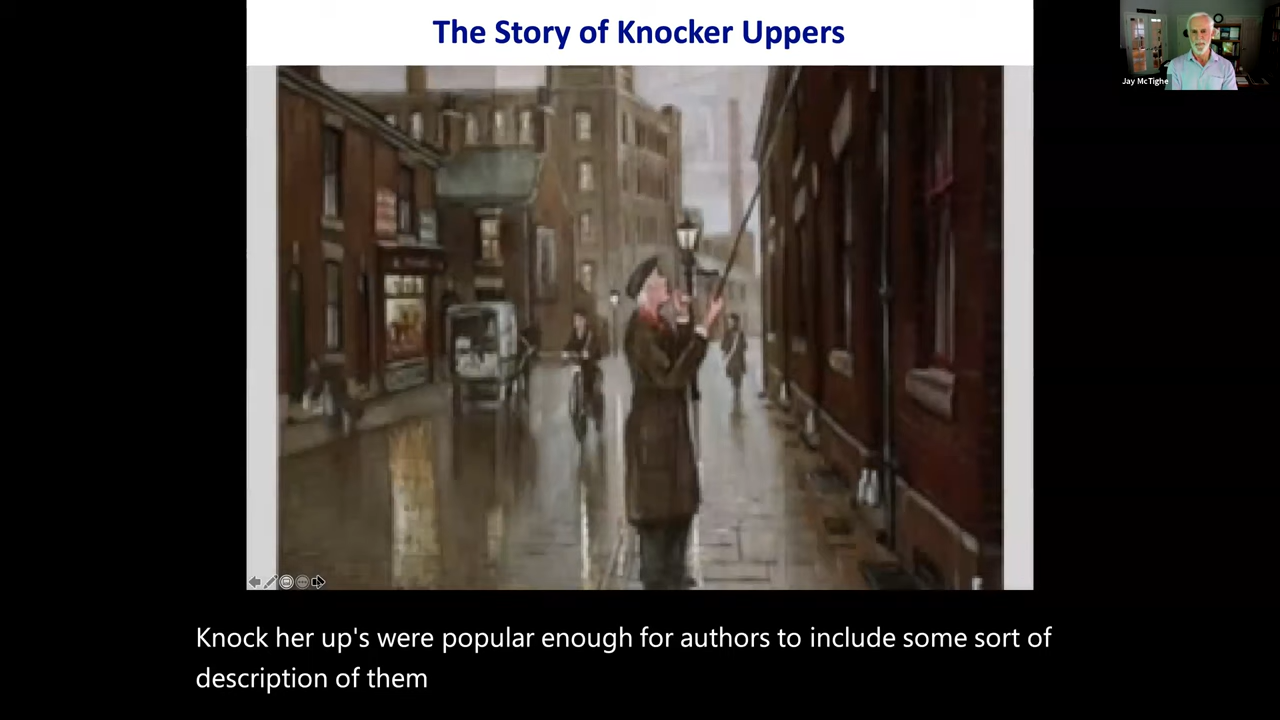 The Story of Knocker Uppers
Jay McTighe
Knock her up's were popular enough for authors to include some sort of
description of them